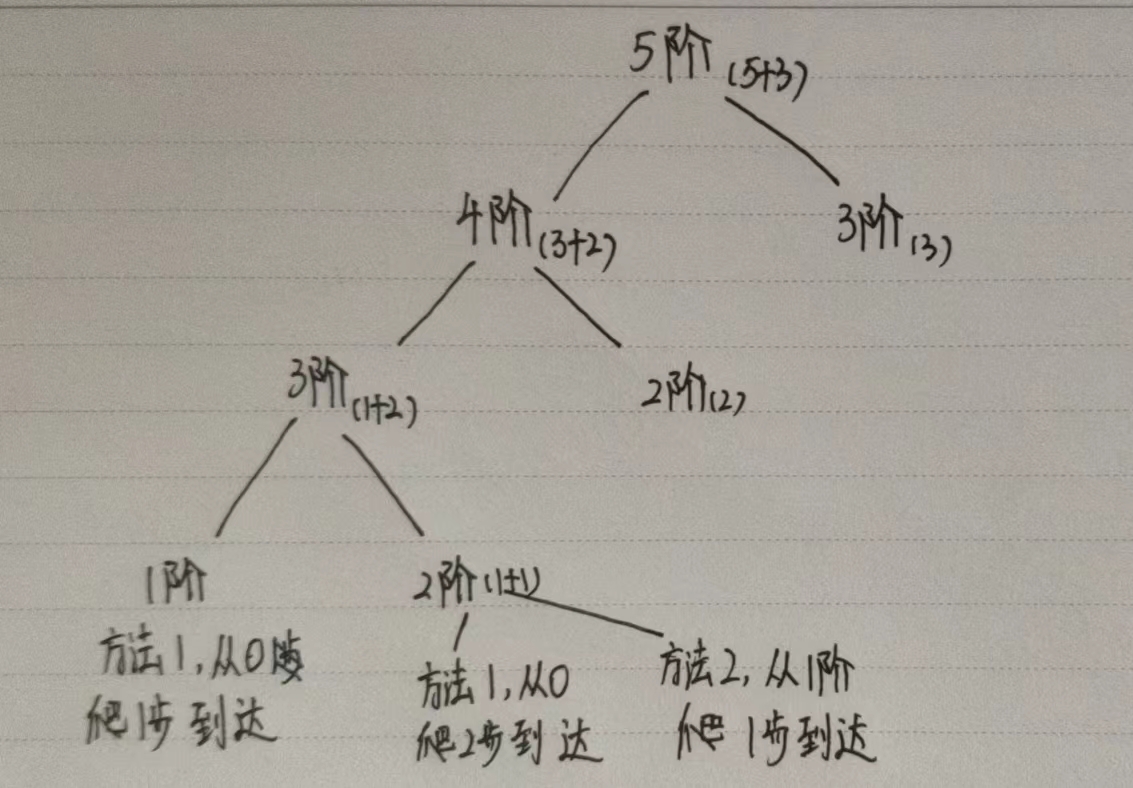 5阶(5+3)
4阶(3+2)
3阶(3)
3阶(1+2)
2阶(2)
1阶
2阶(1+1)
方法1,从0
爬1步到达
方法1,从0
爬2步到达
方法2,从1阶
爬1步到达